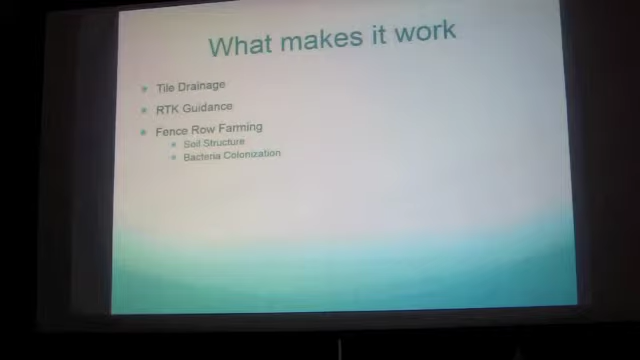 What makes it work
Tile Drainage
RTK Guidance
Fence Row Farming
Soil Structure
Bacteria Colonization